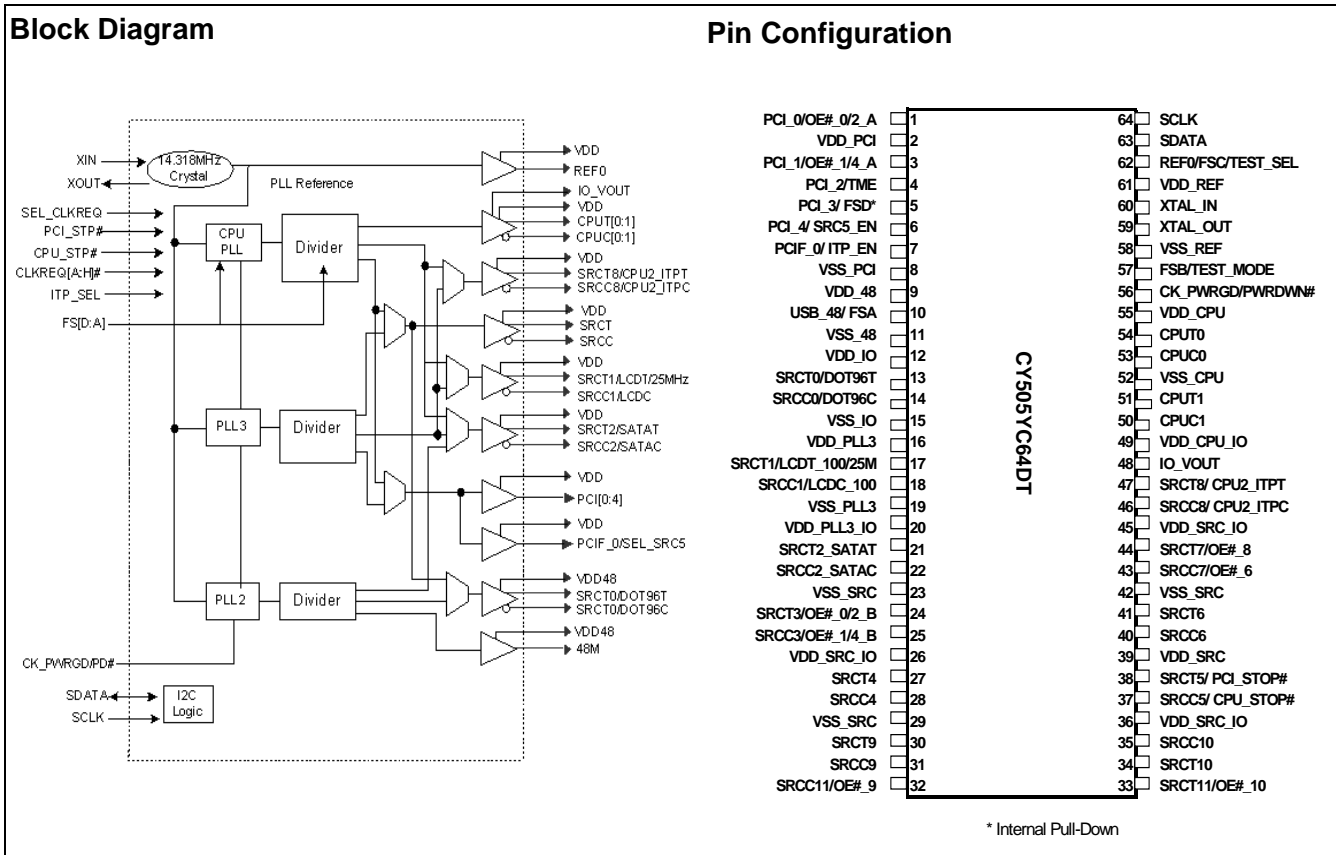 Block Diagram
XIN
XOUT
14.318MHz
Crystal
PLL Reference
SEL_CLKREQ
PCI_STP#
CPU_STP#
CLKREQ[A:H]#
ITP_SEL
FS[D:A]
CPU
PLL
Divider
PLL3
Divider
PLL2
Divider
CK_PWRGD/PD#
SDATA
SCLK
I2C
Logic
VDD
REF0
IO_VOUT
VDD
CPUT[0:1]
CPUC[0:1]
VDD
SRCT8/CPU2_ITPT
SRCC8/CPU2_ITPC
VDD
SRCT
SRCC
VDD
SRCT1/LCDT/25MHz
SRCC1/LCDC
VDD
SRCT2/SATAT
SRCC2/SATAC
VDD
PCI[0:4]
VDD
PCIF_0/SEL_SRC5
VDD48
SRCT0/DOT96T
SRCT0/DOT96C
VDD48
48M
Pin Configuration
PCI_0/OE#_0/2_A 1
VDD_PCI 2
PCI_1/OE#_1/4_A 3
PCI_2/TME 4
PCI_3/ FSD* 5
PCI_4/ SRC5_EN 6
PCIF_0/ ITP_EN 7
VSS_PCI 8
VDD_48 9
USB_48/ FSA 10
VSS_48 11
VDD_IO 12
SRCT0/DOT96T 13
SRCC0/DOT96C 14
VSS_IO 15
VDD_PLL3 16
SRCT1/LCDT_100/25M 17
SRCC1/LCDC_100 18
VSS_PLL3 19
VDD_PLL3_IO 20
SRCT2_SATAT 21
SRCC2_SATAC 22
VSS_SRC 23
SRCT3/OE#_0/2_B 24
SRCC3/OE#_1/4_B 25
VDD_SRC_IO 26
SRCT4 27
SRCC4 28
VSS_SRC 29
SRCT9 30
SRCC9 31
SRCC11/OE#_9 32
CY505YC64DT
64 SCLK
63 SDATA
62 REF0/FSC/TEST_SEL
61 VDD_REF
60 XTAL_IN
59 XTAL_OUT
58 VSS_REF
57 FSB/TEST_MODE
56 CK_PWRGD/PWRDWN#
55 VDD_CPU
54 CPUT0
53 CPUC0
52 VSS_CPU
51 CPUT1
50 CPUC1
49 VDD_CPU_IO
48 IO_VOUT
47 SRCT8/ CPU2_ITPT
46 SRCC8/ CPU2_ITPC
45 VDD_SRC_IO
44 SRCT7/OE#_8
43 SRCC7/OE#_6
42 VSS_SRC
41 SRCT6
40 SRCC6
39 VDD_SRC
38 SRCT5/ PCI_STOP#
37 SRCC5/ CPU_STOP#
36 VDD_SRC_IO
35 SRCC10
34 SRCT10
33 SRCT11/OE#_10
* Internal Pull-Down